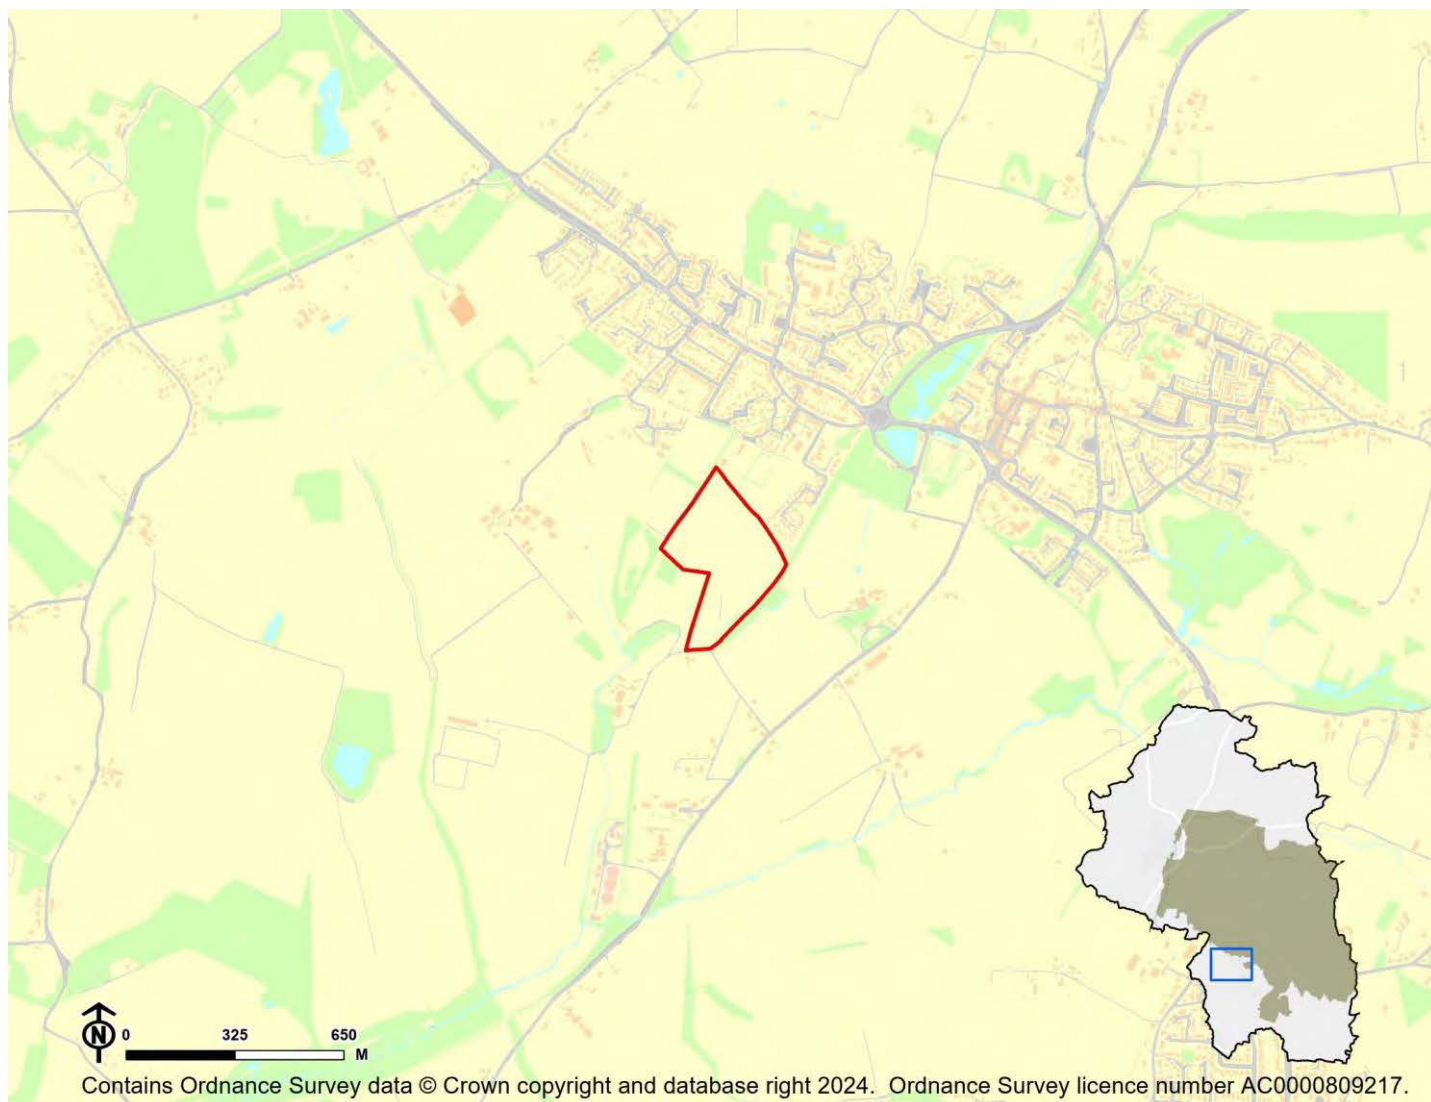 N
0 325 650
M
Contains Ordnance Survey data © Crown copyright and database right 2024. Ordnance Survey licence number AC0000809217.